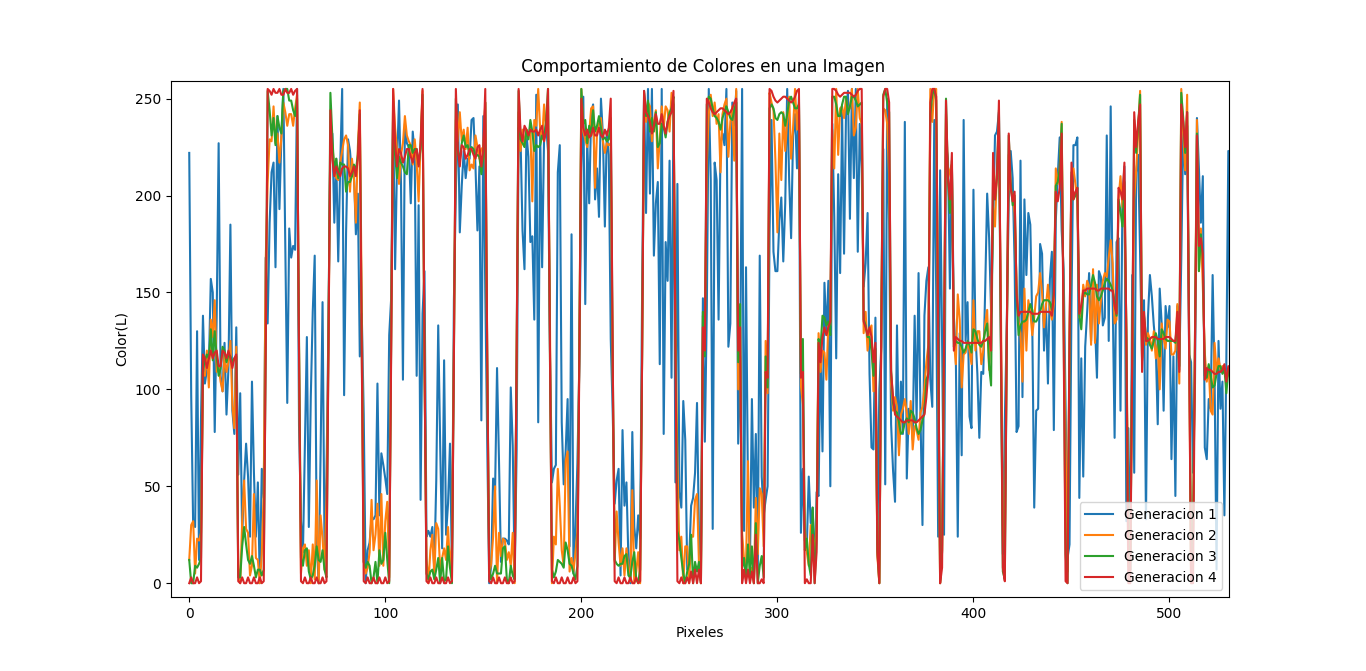 Comportamiento de Colores en una Imagen
Color(L)
250
200
150
100
50
0
0 100 200 300 400 500
Pixeles
Generacion 1
Generacion 2
Generacion 3
Generacion 4